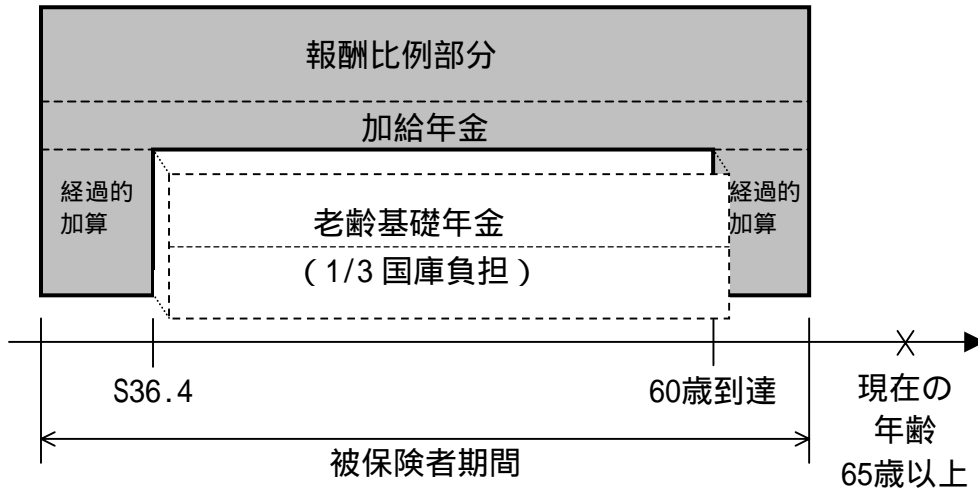 報酬比例部分
加給年金
経過的
加算
老齢基礎年金
(1/3国庫負担)
経過的
加算
S36.4
60歳到達
現在の
年齢
65歳以上
被保険者期間